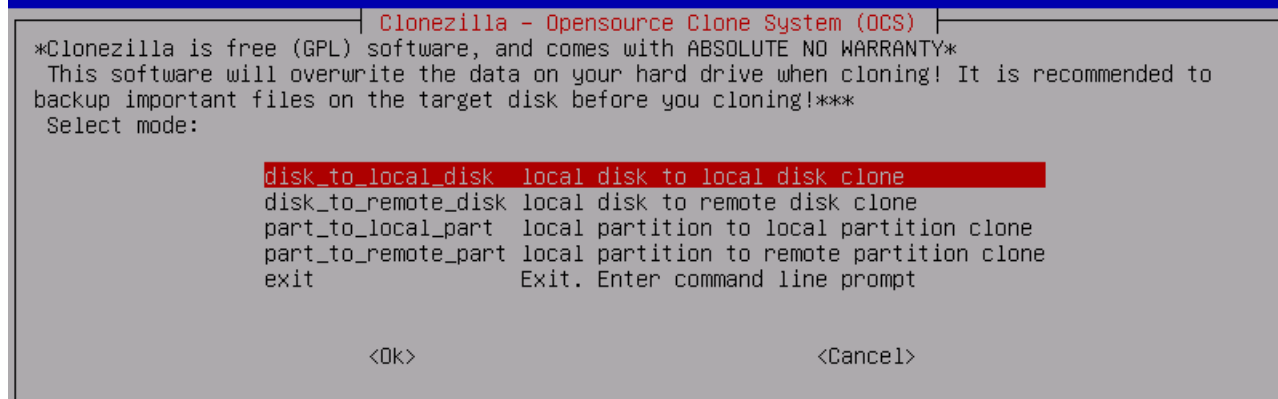 Clonezilla - Opensource Clone System (OCS)
*Clonezilla is free (GPL) software, and comes with ABSOLUTE NO WARRANTY*
This software will overwrite the data on your hard drive when cloning! It is recommended to
backup important files on the target disk before you cloning!***
Select mode:
disk_to_local_disk local disk to local disk clone
disk_to_remote_disk local disk to remote disk clone
part_to_local_part local partition to local partition clone
part_to_remote_part local partition to remote partition clone
exit Exit. Enter command line prompt
<Ok> <Cancel>